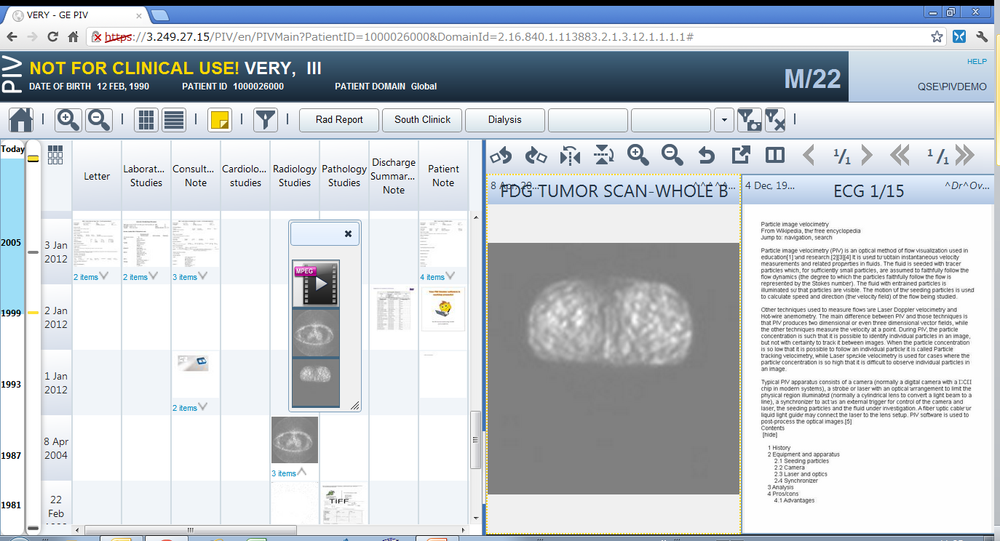 VERY - GE PIV
https://3.249.27.15/PIV/en/PIVMain?PatientID=1000026000&DomainId=2.16.840.1.113883.2.1.3.12.1.1.1.1#
PIV
NOT FOR CLINICAL USE! VERY, III
DATE OF BIRTH 12 FEB, 1990 PATIENT ID 1000026000 PATIENT DOMAIN Global
M/22
HELP
QSE\PIVDEMO
Rad Report
South Clinick
Dialysis
Today
2005
1999
1993
1987
1981
Letter
Laborat... Studies
Consult... Note
Cardiolo... studies
Radiology Studies
Pathology Studies
Discharge Summar... Note
Patient Note
3 Jan 2012
2 items
2 items
3 items
4 items
2 Jan 2012
1 Jan 2012
2 items
8 Apr 2004
3 items
22 Feb
MPEG
TIFF
1/1
1/1
8 Apr, 20...
FDG TUMOR SCAN-WHOLE B
^^^^^...
4 Dec, 19...
ECG 1/15
^Dr^Ov...
Particle image velocimetry
From Wikipedia, the free encyclopedia
Jump to: navigation, search
Particle image velocimetry (PIV) is an optical method of flow visualization used in
education[1] and research.[2][3][4] It is used to obtain instantaneous velocity
measurements and related properties in fluids. The fluid is seeded with tracer
particles which, for sufficiently small particles, are assumed to faithfully follow the
flow dynamics (the degree to which the particles faithfully follow the flow is
represented by the Stokes number). The fluid with entrained particles is
illuminated so that particles are visible. The motion of the seeding particles is used
to calculate speed and direction (the velocity field) of the flow being studied.
Other techniques used to measure flows are Laser Doppler velocimetry and
Hot-wire anemometry. The main difference between PIV and those techniques is
that PIV produces two dimensional or even three dimensional vector fields, while
the other techniques measure the velocity at a point. During PIV, the particle
concentration is such that it is possible to identify individual particles in an image,
but not with certainty to track it between images. When the particle concentration
is so low that it is possible to follow an individual particle it is called Particle
tracking velocimetry, while Laser speckle velocimetry is used for cases where the
particle concentration is so high that it is difficult to observe individual particles in
an image.
Typical PIV apparatus consists of a camera (normally a digital camera with a CCD
chip in modern systems), a strobe or laser with an optical arrangement to limit the
physical region illuminated (normally a cylindrical lens to convert a light beam to a
line), a synchronizer to act as an external trigger for control of the camera and
laser, the seeding particles and the fluid under investigation. A fiber optic cable or
liquid light guide may connect the laser to the lens setup. PIV software is used to
post-process the optical images.[5]
Contents
[hide]
1 History
2 Equipment and apparatus
2.1 Seeding particles
2.2 Camera
2.3 Laser and optics
2.4 Synchronizer
3 Analysis
4 Pros/cons
4.1 Advantages